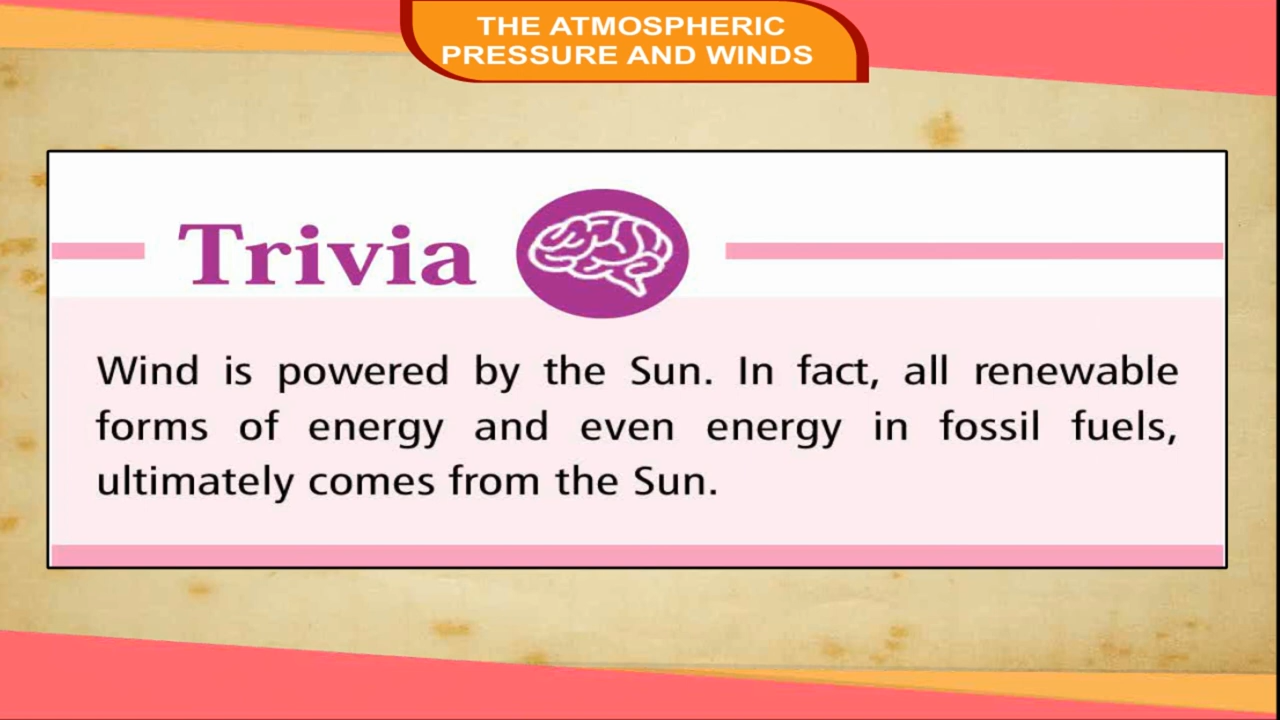 THE ATMOSPHERIC
PRESSURE AND WINDS
Trivia
Wind is powered by the Sun. In fact, all renewable
forms of energy and even energy in fossil fuels,
ultimately comes from the Sun.